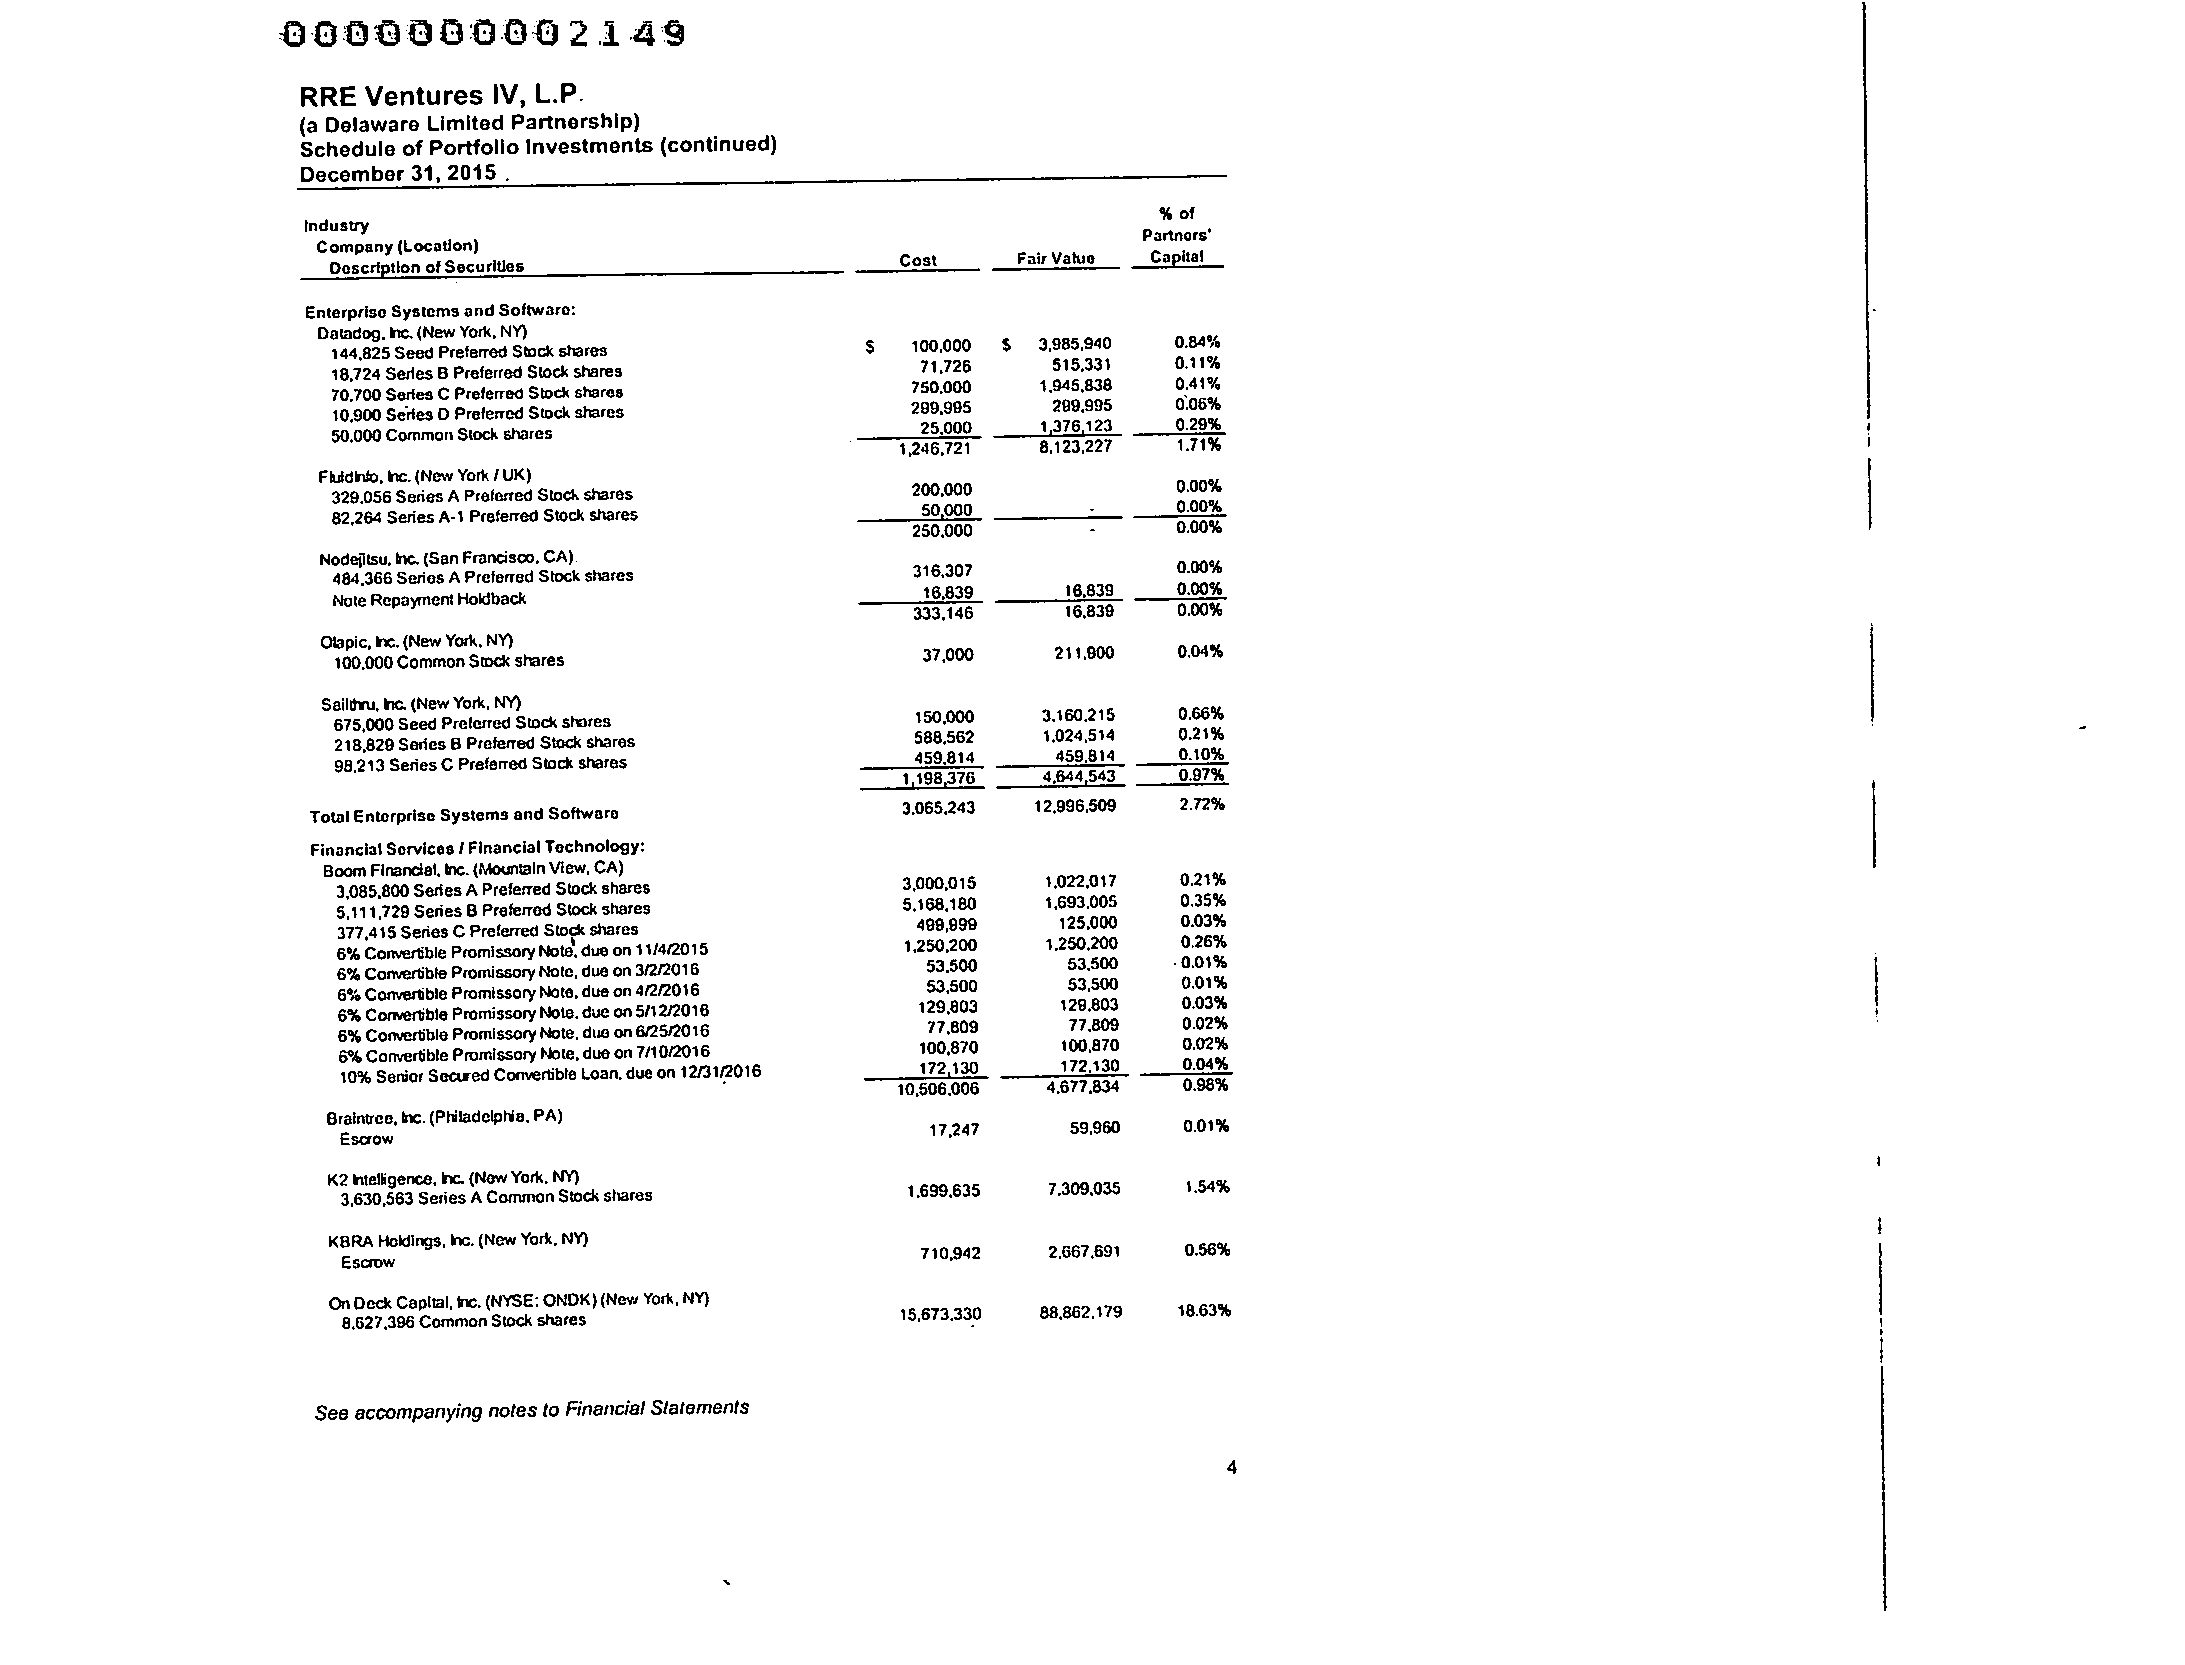 0000000002149
RRE Ventures IV, L.P.
(a Delaware Limited Partnership)
Schedule of Portfolio Investments (continued)
December 31, 2015
% of
Industry
Partners'
Company (Location)
Description of Securities Cost Fair Value Capital
Enterprise Systems and Software:
Datadog, Inc. (New York, NY)
144,825 Seed Preferred Stock shares $ 100,000 $ 3,985,940 0.84%
18,724 Series B Preferred Stock shares 71,726 515,331 0.11%
70,700 Series C Preferred Stock shares 750,000 1,945,838 0.41%
10,900 Series D Preferred Stock shares 299,995 299,995 0.06%
50,000 Common Stock shares 25,000 1,376,123 0.29%
1,246,721 8,123,227 1.71%
FluidInfo, Inc. (New York / UK)
329,056 Series A Preferred Stock shares 200,000 0.00%
82,264 Series A-1 Preferred Stock shares 50,000 - 0.00%
250,000 - 0.00%
Nodejitsu, Inc. (San Francisco, CA)
484,366 Series A Preferred Stock shares 316,307 0.00%
Note Repayment Holdback 16,839 16,839 0.00%
333,146 16,839 0.00%
Olapic, Inc. (New York, NY)
100,000 Common Stock shares 37,000 211,900 0.04%
Sailthru, Inc. (New York, NY)
675,000 Seed Preferred Stock shares 150,000 3,160,215 0.66%
218,829 Series B Preferred Stock shares 588,562 1,024,514 0.21%
98,213 Series C Preferred Stock shares 459,814 459,814 0.10%
1,198,376 4,644,543 0.97%
Total Enterprise Systems and Software 3,065,243 12,996,509 2.72%
Financial Services / Financial Technology:
Boom Financial, Inc. (Mountain View, CA)
3,085,800 Series A Preferred Stock shares 3,000,015 1,022,017 0.21%
5,111,729 Series B Preferred Stock shares 5,168,180 1,693,005 0.35%
377,415 Series C Preferred Stock shares 499,999 125,000 0.03%
6% Convertible Promissory Note, due on 11/4/2015 1,250,200 1,250,200 0.26%
6% Convertible Promissory Note, due on 3/2/2016 53,500 53,500 0.01%
6% Convertible Promissory Note, due on 4/2/2016 53,500 53,500 0.01%
6% Convertible Promissory Note, due on 5/12/2016 129,803 129,803 0.03%
6% Convertible Promissory Note, due on 6/25/2016 77,809 77,809 0.02%
6% Convertible Promissory Note, due on 7/10/2016 100,870 100,870 0.02%
10% Senior Secured Convertible Loan, due on 12/31/2016 172,130 172,130 0.04%
10,506,006 4,677,834 0.98%
Braintree, Inc. (Philadelphia, PA)
Escrow 17,247 59,960 0.01%
K2 Intelligence, Inc. (New York, NY)
3,630,563 Series A Common Stock shares 1,699,635 7,309,035 1.54%
KBRA Holdings, Inc. (New York, NY)
Escrow 710,942 2,667,691 0.56%
On Deck Capital, Inc. (NYSE: ONDK) (New York, NY)
8,627,396 Common Stock shares 15,673,330 88,862,179 18.63%
See accompanying notes to Financial Statements
4